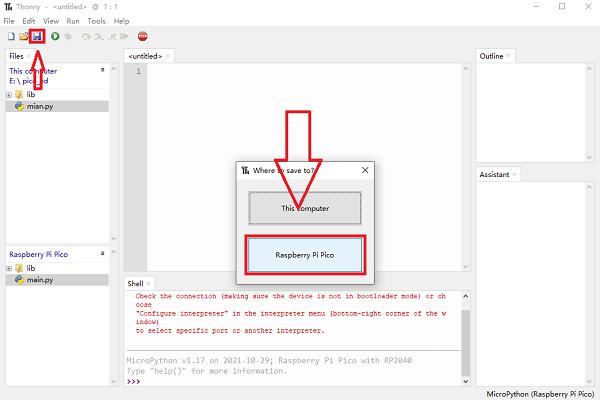 Thonny - <untitled> @ 1 : 1
File Edit View Run Tools Help
STOP
Files ×
This computer
lib
mian.py
Raspberry Pi Pico
lib
main.py
<untitled> ×
1
Where to save to?
This computer
Raspberry Pi Pico
Shell ×
Check the connection (making sure the device is not in bootloader mode) or ch
oose
"Configure interpreter" in the interpreter menu (bottom-right corner of the w
indow)
to select specific port or another interpreter.
MicroPython v1.17 on 2021-10-29; Raspberry Pi Pico with RP2040
Type "help()" for more information.
>>>
Outline ×
Assistant ×
MicroPython (Raspberry Pi Pico)